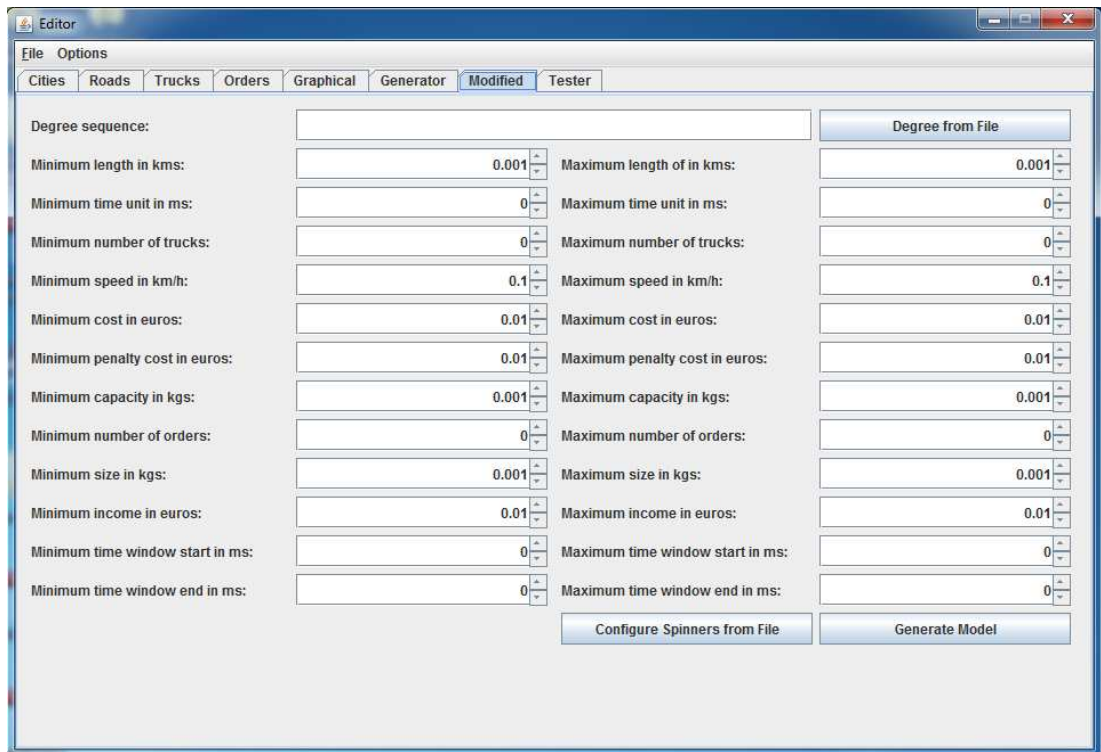 Editor
File Options
Cities Roads Trucks Orders Graphical Generator Modified Tester
Degree sequence: Degree from File
Minimum length in kms: 0.001 Maximum length of in kms: 0.001
Minimum time unit in ms: 0 Maximum time unit in ms: 0
Minimum number of trucks: 0 Maximum number of trucks: 0
Minimum speed in km/h: 0.1 Maximum speed in km/h: 0.1
Minimum cost in euros: 0.01 Maximum cost in euros: 0.01
Minimum penalty cost in euros: 0.01 Maximum penalty cost in euros: 0.01
Minimum capacity in kgs: 0.001 Maximum capacity in kgs: 0.001
Minimum number of orders: 0 Maximum number of orders: 0
Minimum size in kgs: 0.001 Maximum size in kgs: 0.001
Minimum income in euros: 0.01 Maximum income in euros: 0.01
Minimum time window start in ms: 0 Maximum time window start in ms: 0
Minimum time window end in ms: 0 Maximum time window end in ms: 0
Configure Spinners from File Generate Model